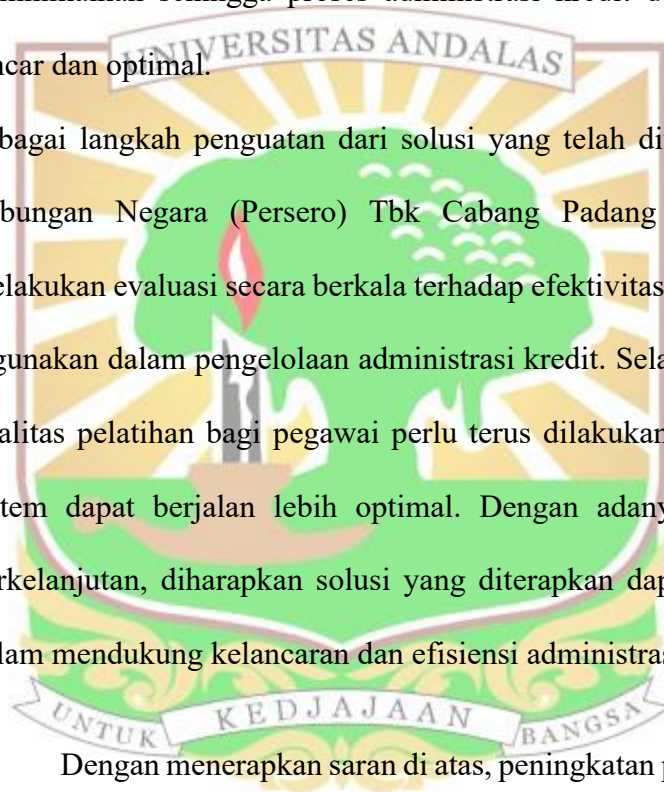 sehingga proses administrasi kredit
UNIVERSITAS ANDALAS
ncar dan optimal.
bagai langkah penguatan dari solusi yang telah di
bungan Negara (Persero) Tbk Cabang Padang
elakukan evaluasi secara berkala terhadap efektivitas
gunakan dalam pengelolaan administrasi kredit. Sela
alitas pelatihan bagi pegawai perlu terus dilakukan
tem dapat berjalan lebih optimal. Dengan adany
rkelanjutan, diharapkan solusi yang diterapkan dap
lam mendukung kelancaran dan efisiensi administras
UNTUK KEDJAJAAN BANGSA
Dengan menerapkan saran di atas, peningkatan p